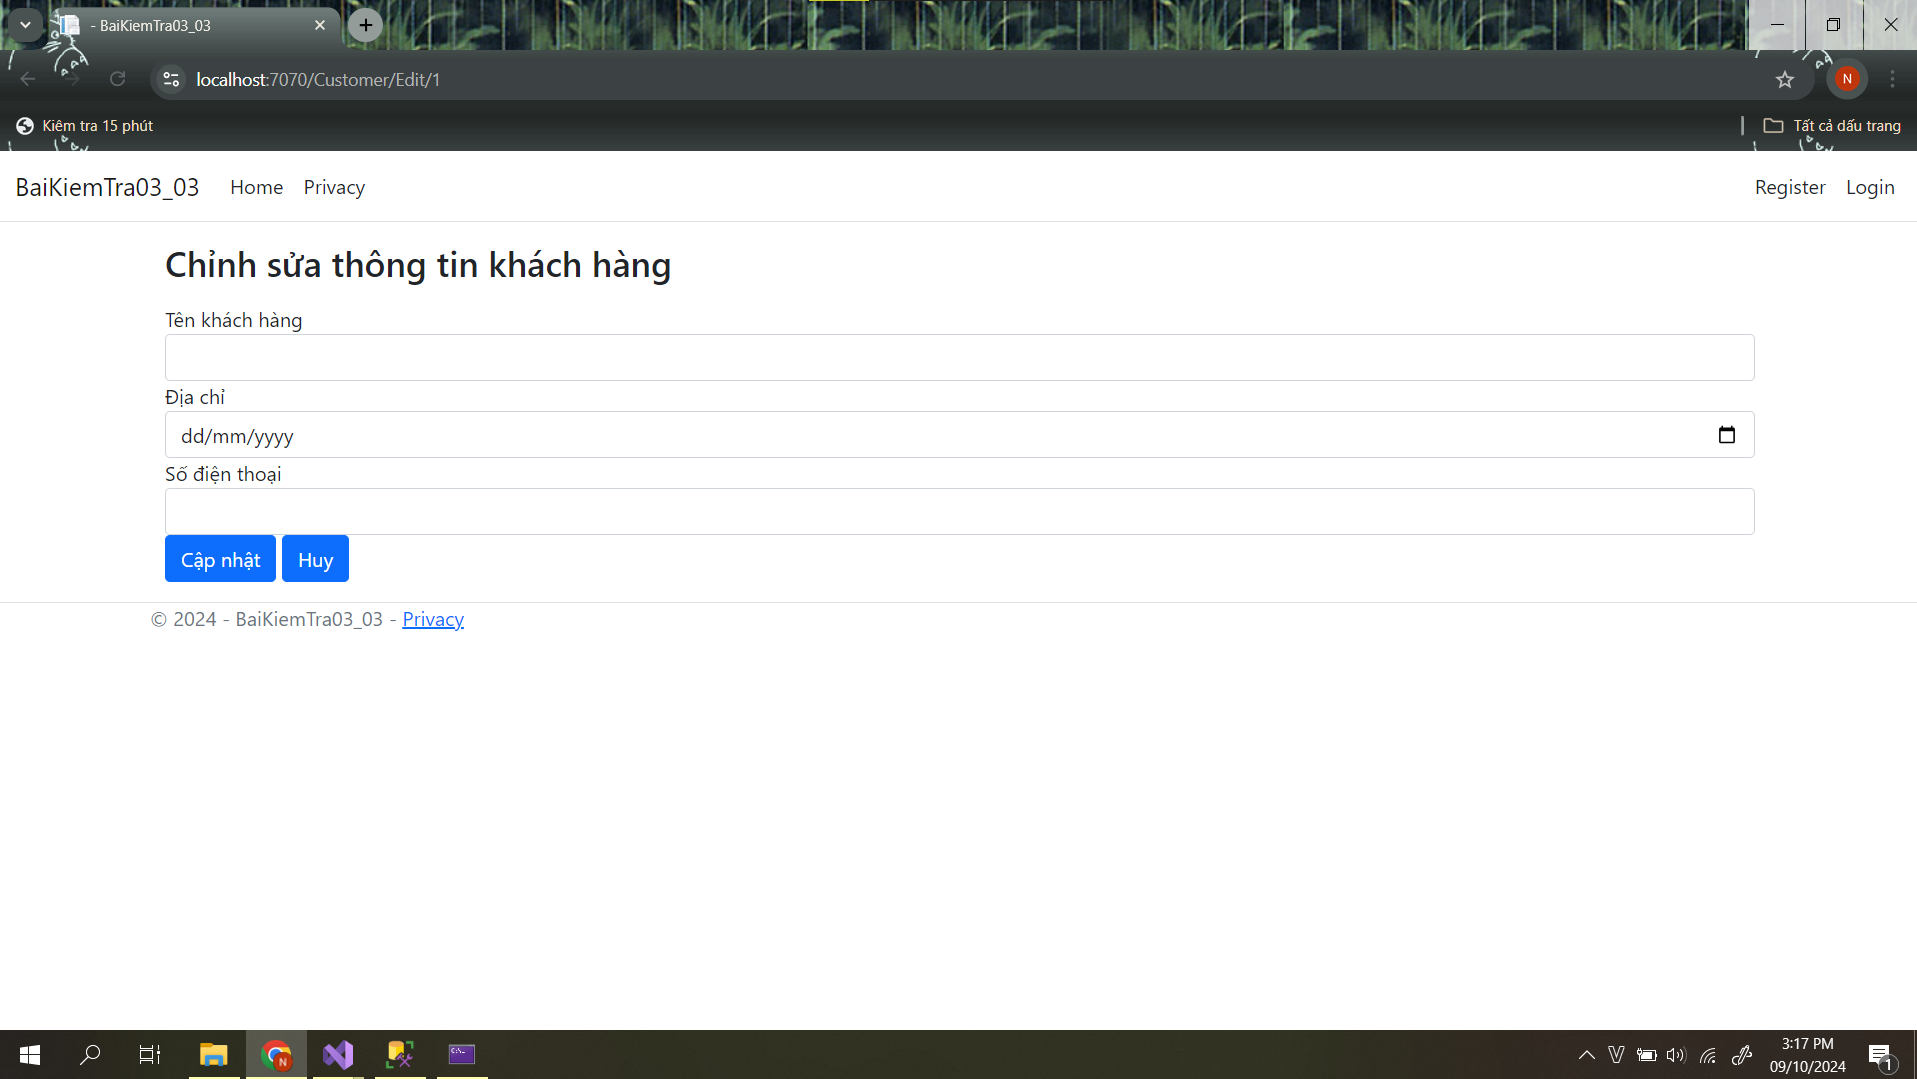 - BaiKiemTra03_03
localhost:7070/Customer/Edit/1
N
Kiêm tra 15 phút
Tất cả dấu trang
BaiKiemTra03_03 Home Privacy Register Login
Chỉnh sửa thông tin khách hàng
Tên khách hàng
Địa chỉ
dd/mm/yyyy
Số điện thoại
Cập nhật Huy
© 2024 - BaiKiemTra03_03 - Privacy
N
C:\_
V
3:17 PM
09/10/2024
1